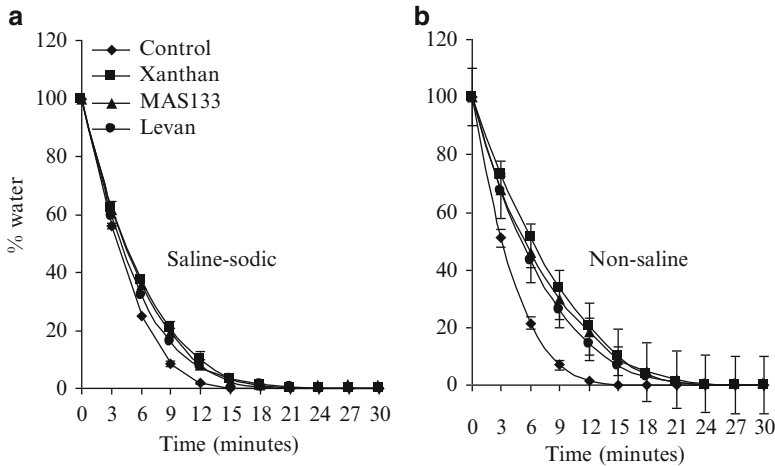 a
120
100
80
60
40
20
0
% water
Control
Xanthan
MAS133
Levan
Saline-sodic
0 3 6 9 12 15 18 21 24 27 30
Time (minutes)
b
120
100
80
60
40
20
0
Non-saline
0 3 6 9 12 15 18 21 24 27 30
Time (minutes)